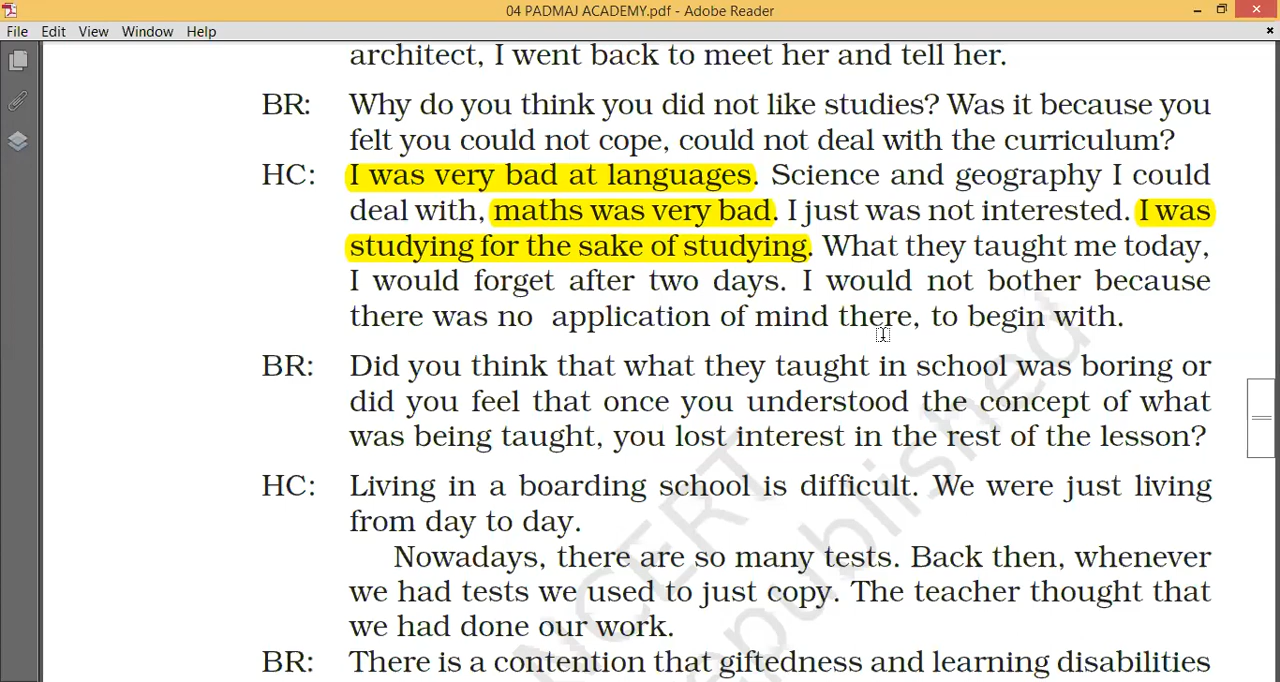 04 PADMAJ ACADEMY.pdf - Adobe Reader
File Edit View Window Help
architect, I went back to meet her and tell her.
BR: Why do you think you did not like studies? Was it because you
felt you could not cope, could not deal with the curriculum?
HC: I was very bad at languages. Science and geography I could
deal with, maths was very bad. I just was not interested. I was
studying for the sake of studying. What they taught me today,
I would forget after two days. I would not bother because
there was no application of mind there, to begin with.
BR: Did you think that what they taught in school was boring or
did you feel that once you understood the concept of what
was being taught, you lost interest in the rest of the lesson?
HC: Living in a boarding school is difficult. We were just living
from day to day.
Nowadays, there are so many tests. Back then, whenever
we had tests we used to just copy. The teacher thought that
we had done our work.
BR: There is a contention that giftedness and learning disabilities
NCERT
republished